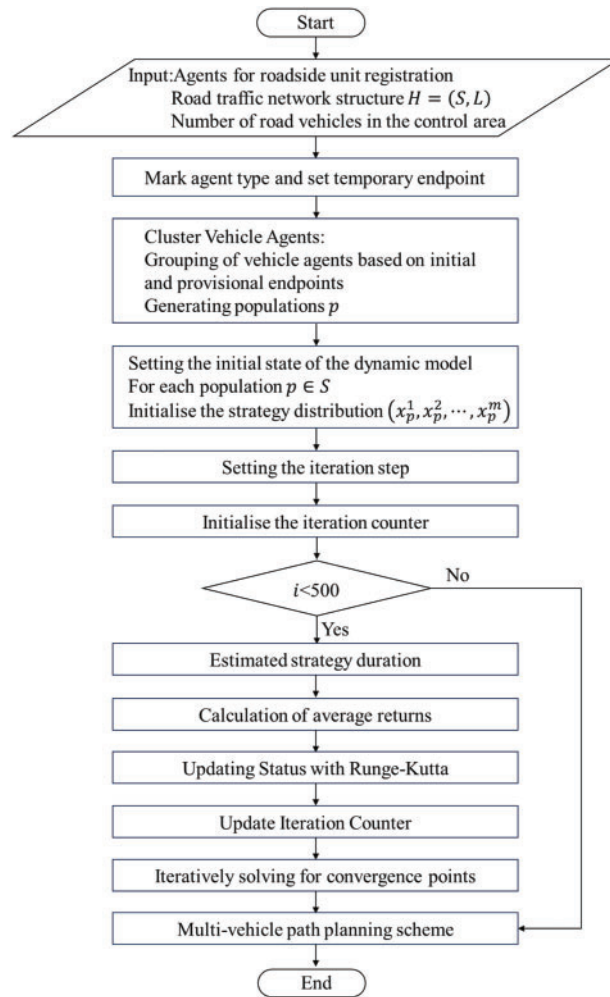 Start
Input:Agents for roadside unit registration
Road traffic network structure H = (S, L)
Number of road vehicles in the control area
Mark agent type and set temporary endpoint
Cluster Vehicle Agents:
Grouping of vehicle agents based on initial
and provisional endpoints
Generating populations p
Setting the initial state of the dynamic model
For each population p ∈ S
Initialise the strategy distribution (x_p^1, x_p^2, ⋯, x_p^m)
Setting the iteration step
Initialise the iteration counter
i<500
No
Yes
Estimated strategy duration
Calculation of average returns
Updating Status with Runge-Kutta
Update Iteration Counter
Iteratively solving for convergence points
Multi-vehicle path planning scheme
End